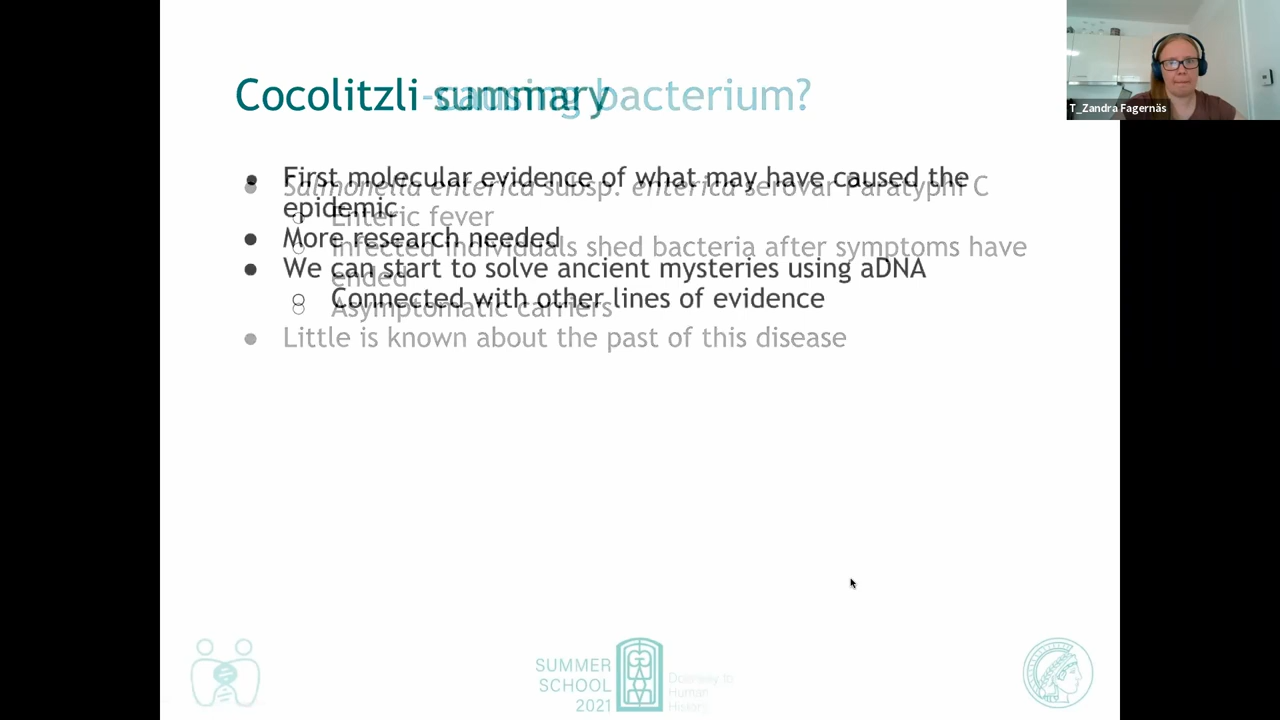 Cocolitzli summary
-causing bacterium?
First molecular evidence of what may have caused the
epidemic
More research needed
We can start to solve ancient mysteries using aDNA
Connected with other lines of evidence
Salmonella enterica subsp. enterica serovar Paratyphi C
Enteric fever
Infected individuals shed bacteria after symptoms have
ended
Asymptomatic carriers
Little is known about the past of this disease
SUMMER
SCHOOL
2021
Doorway to
Human
History
T_Zandra Fagernäs